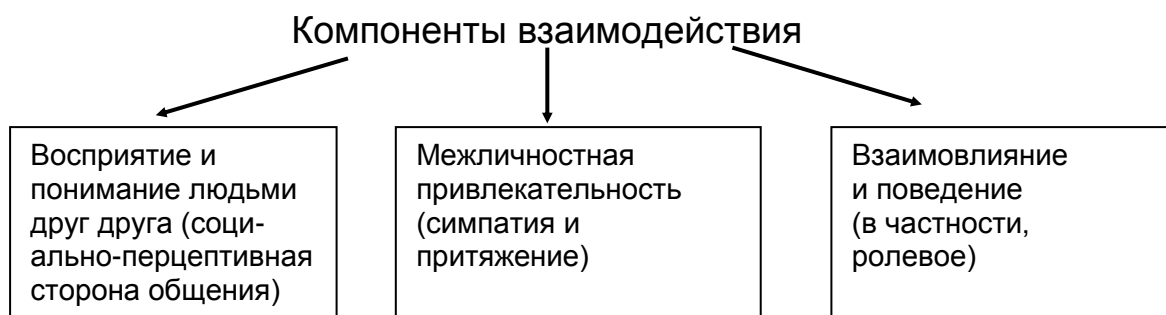 Компоненты взаимодействия
Восприятие и
понимание людьми
друг друга (соци-
ально-перцептивная
сторона общения)
Межличностная
привлекательность
(симпатия и
притяжение)
Взаимовлияние
и поведение
(в частности,
ролевое)